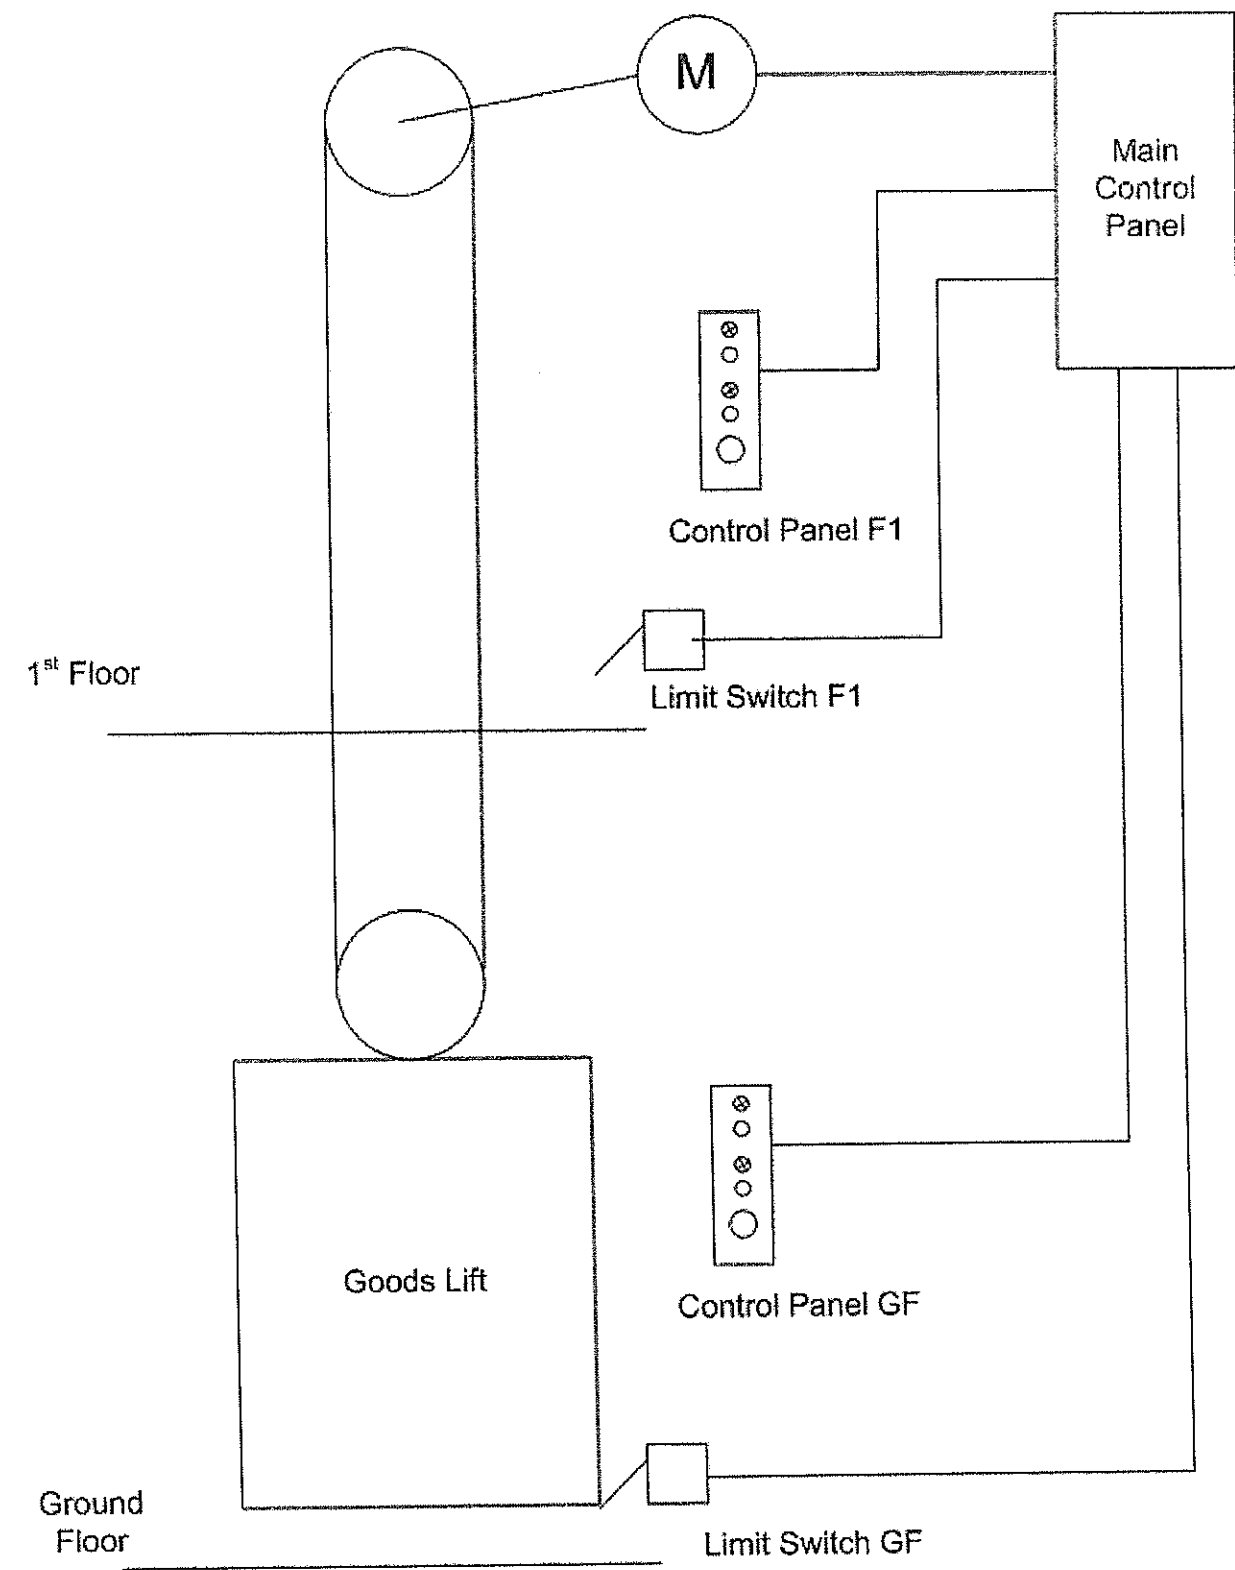 M
Main
Control
Panel
Control Panel F1
1st Floor
Limit Switch F1
Goods Lift
Control Panel GF
Ground
Floor
Limit Switch GF